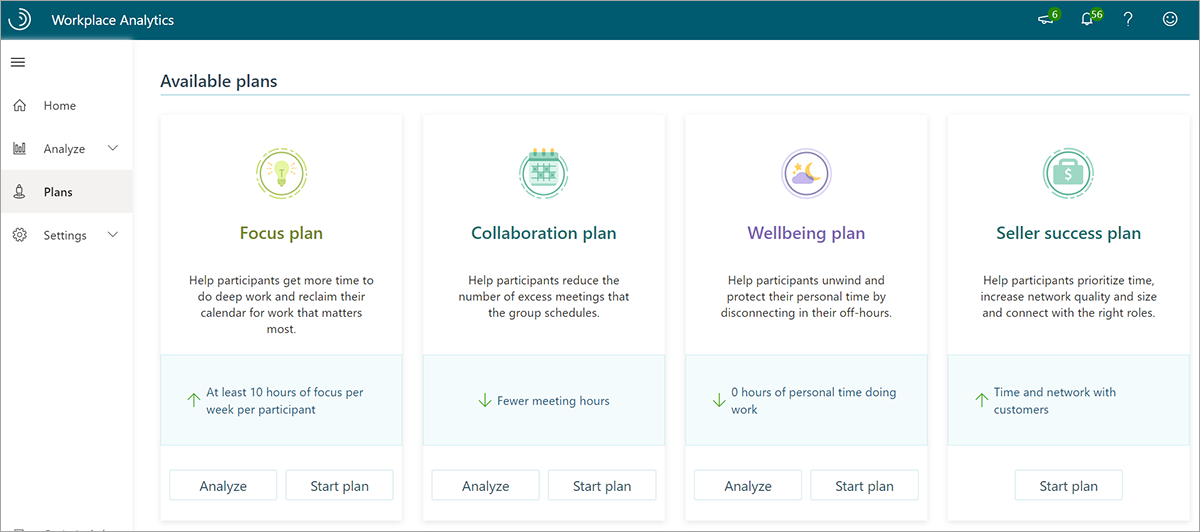 Workplace Analytics
6
56
Available plans
Home
Analyze
Plans
Settings
Focus plan
Help participants get more time to
do deep work and reclaim their
calendar for work that matters
most.
At least 10 hours of focus per
week per participant
Analyze
Start plan
Collaboration plan
Help participants reduce the
number of excess meetings that
the group schedules.
Fewer meeting hours
Analyze
Start plan
Wellbeing plan
Help participants unwind and
protect their personal time by
disconnecting in their off-hours.
0 hours of personal time doing
work
Analyze
Start plan
Seller success plan
Help participants prioritize time,
increase network quality and size
and connect with the right roles.
Time and network with
customers
Start plan